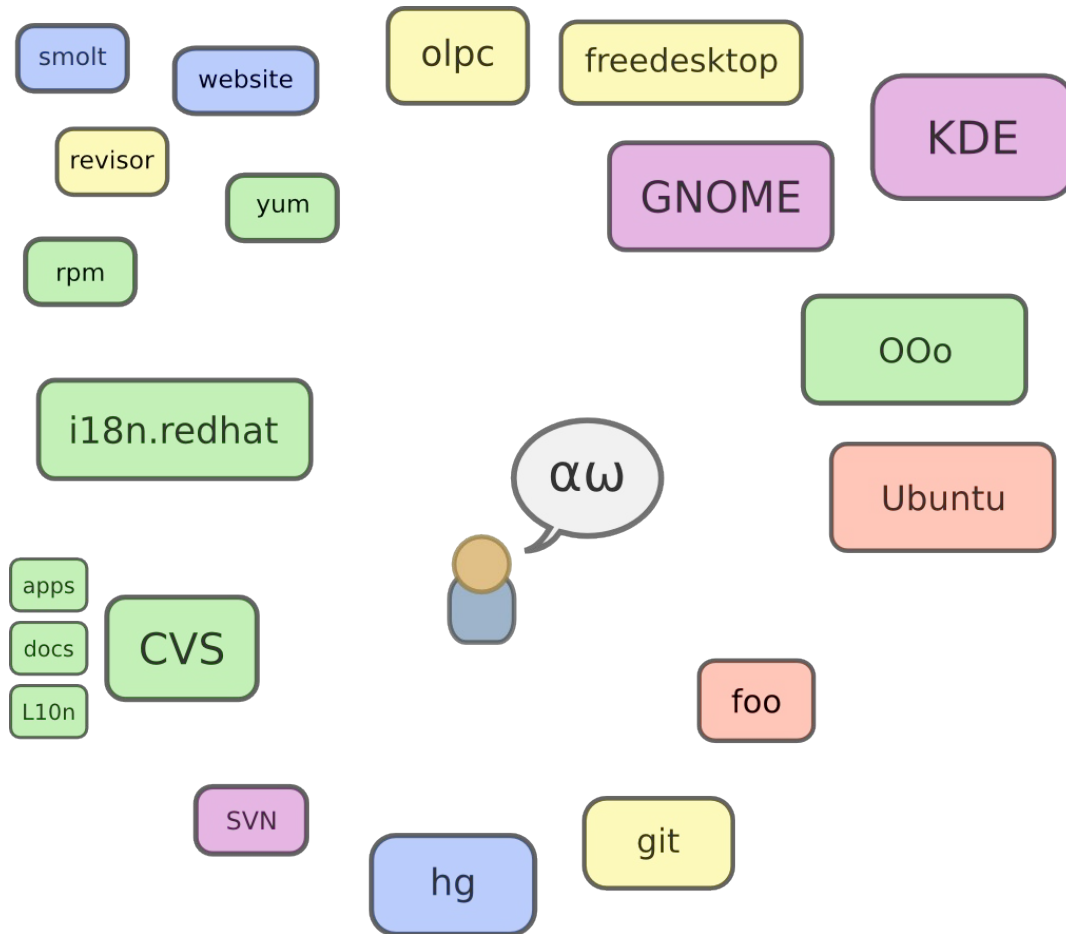 smolt
website
olpc
freedesktop
KDE
revisor
GNOME
yum
rpm
OOo
i18n.redhat
αω
Ubuntu
apps
docs
CVS
L10n
foo
SVN
git
hg